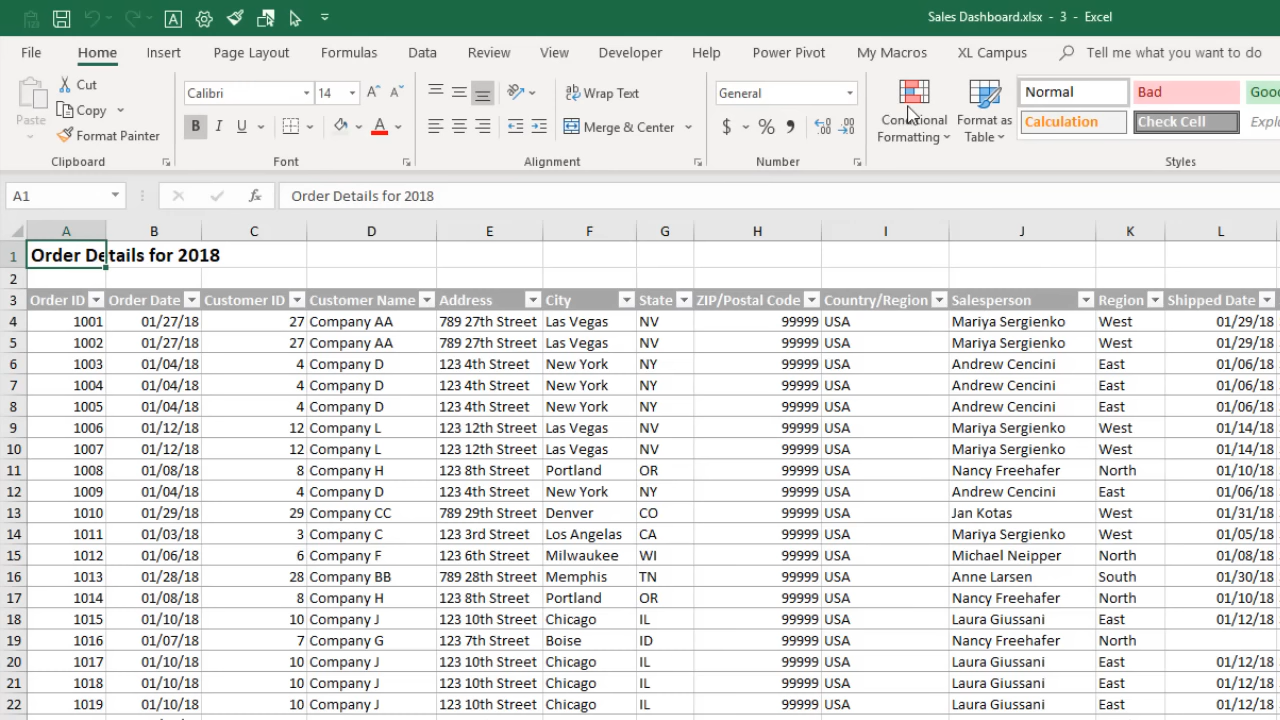 Sales Dashboard.xlsx - 3 - Excel
File Home Insert Page Layout Formulas Data Review View Developer Help Power Pivot My Macros XL Campus Tell me what you want to do
Paste
Cut
Copy
Format Painter
Clipboard
Calibri 14
B I U
Font
Wrap Text
Merge & Center
Alignment
General
$ % ,
Number
Conditional
Formatting
Format as
Table
Normal Bad Good
Calculation Check Cell Explo
Styles
A1 fx Order Details for 2018
A B C D E F G H I J K L
1 Order Details for 2018
2
3 Order ID Order Date Customer ID Customer Name Address City State ZIP/Postal Code Country/Region Salesperson Region Shipped Date
4 1001 01/27/18 27 Company AA 789 27th Street Las Vegas NV 99999 USA Mariya Sergienko West 01/29/18
5 1002 01/27/18 27 Company AA 789 27th Street Las Vegas NV 99999 USA Mariya Sergienko West 01/29/18
6 1003 01/04/18 4 Company D 123 4th Street New York NY 99999 USA Andrew Cencini East 01/06/18
7 1004 01/04/18 4 Company D 123 4th Street New York NY 99999 USA Andrew Cencini East 01/06/18
8 1005 01/04/18 4 Company D 123 4th Street New York NY 99999 USA Andrew Cencini East 01/06/18
9 1006 01/12/18 12 Company L 123 12th Street Las Vegas NV 99999 USA Mariya Sergienko West 01/14/18
10 1007 01/12/18 12 Company L 123 12th Street Las Vegas NV 99999 USA Mariya Sergienko West 01/14/18
11 1008 01/08/18 8 Company H 123 8th Street Portland OR 99999 USA Nancy Freehafer North 01/10/18
12 1009 01/04/18 4 Company D 123 4th Street New York NY 99999 USA Andrew Cencini East 01/06/18
13 1010 01/29/18 29 Company CC 789 29th Street Denver CO 99999 USA Jan Kotas West 01/31/18
14 1011 01/03/18 3 Company C 123 3rd Street Los Angelas CA 99999 USA Mariya Sergienko West 01/05/18
15 1012 01/06/18 6 Company F 123 6th Street Milwaukee WI 99999 USA Michael Neipper North 01/08/18
16 1013 01/28/18 28 Company BB 789 28th Street Memphis TN 99999 USA Anne Larsen South 01/30/18
17 1014 01/08/18 8 Company H 123 8th Street Portland OR 99999 USA Nancy Freehafer North 01/10/18
18 1015 01/10/18 10 Company J 123 10th Street Chicago IL 99999 USA Laura Giussani East 01/12/18
19 1016 01/07/18 7 Company G 123 7th Street Boise ID 99999 USA Nancy Freehafer North
20 1017 01/10/18 10 Company J 123 10th Street Chicago IL 99999 USA Laura Giussani East 01/12/18
21 1018 01/10/18 10 Company J 123 10th Street Chicago IL 99999 USA Laura Giussani East 01/12/18
22 1019 01/10/18 10 Company J 123 10th Street Chicago IL 99999 USA Laura Giussani East 01/12/18